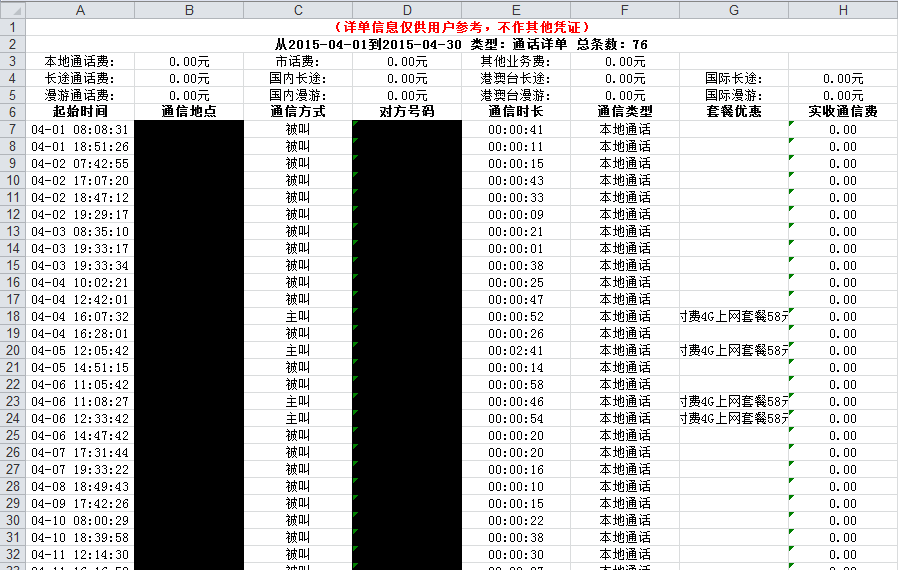 A B C D E F G H
1 (详单信息仅供用户参考,不作其他凭证)
2 从2015-04-01到2015-04-30 类型:通话详单 总条数:76
3 本地通话费: 0.00元 市话费: 0.00元 其他业务费: 0.00元
4 长途通话费: 0.00元 国内长途: 0.00元 港澳台长途: 0.00元 国际长途: 0.00元
5 漫游通话费: 0.00元 国内漫游: 0.00元 港澳台漫游: 0.00元 国际漫游: 0.00元
6 起始时间 通信地点 通信方式 对方号码 通信时长 通信类型 套餐优惠 实收通信费
7 04-01 08:08:31 被叫 00:00:41 本地通话 0.00
8 04-01 18:51:26 被叫 00:00:11 本地通话 0.00
9 04-02 07:42:55 被叫 00:00:15 本地通话 0.00
10 04-02 17:07:20 被叫 00:00:43 本地通话 0.00
11 04-02 18:47:12 被叫 00:00:33 本地通话 0.00
12 04-02 19:29:17 被叫 00:00:09 本地通话 0.00
13 04-03 08:35:10 被叫 00:00:21 本地通话 0.00
14 04-03 19:33:17 被叫 00:00:01 本地通话 0.00
15 04-03 19:33:34 被叫 00:00:38 本地通话 0.00
16 04-04 10:02:21 被叫 00:00:25 本地通话 0.00
17 04-04 12:42:01 被叫 00:00:47 本地通话 0.00
18 04-04 16:07:32 主叫 00:00:52 本地通话 付费4G上网套餐58元 0.00
19 04-04 16:28:01 被叫 00:00:26 本地通话 0.00
20 04-05 12:05:42 主叫 00:02:41 本地通话 付费4G上网套餐58元 0.00
21 04-05 14:51:15 被叫 00:00:14 本地通话 0.00
22 04-06 11:05:42 被叫 00:00:58 本地通话 0.00
23 04-06 11:08:27 主叫 00:00:46 本地通话 付费4G上网套餐58元 0.00
24 04-06 12:33:42 主叫 00:00:54 本地通话 付费4G上网套餐58元 0.00
25 04-06 14:47:42 被叫 00:00:20 本地通话 0.00
26 04-07 17:31:44 被叫 00:00:20 本地通话 0.00
27 04-07 19:33:22 被叫 00:00:16 本地通话 0.00
28 04-08 18:49:43 被叫 00:00:10 本地通话 0.00
29 04-09 17:42:26 被叫 00:00:15 本地通话 0.00
30 04-10 08:00:29 被叫 00:00:22 本地通话 0.00
31 04-10 18:39:58 被叫 00:00:38 本地通话 0.00
32 04-11 12:14:30 被叫 00:00:30 本地通话 0.00